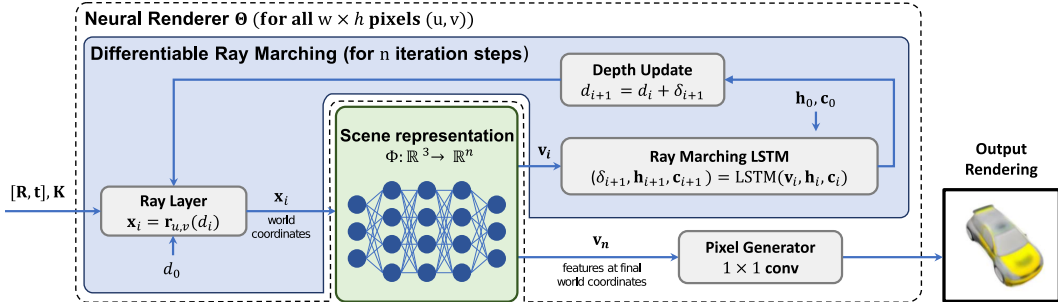 Neural Renderer Θ (for all w × h pixels (u, v))
Differentiable Ray Marching (for n iteration steps)
Depth Update
d_{i+1} = d_i + δ_{i+1}
h_0, c_0
Scene representation
Φ: ℝ^3 → ℝ^n
v_i
Ray Marching LSTM
(δ_{i+1}, h_{i+1}, c_{i+1}) = LSTM(v_i, h_i, c_i)
Output
Rendering
[R, t], K
Ray Layer
x_i = r_{u,v}(d_i)
x_i
world
coordinates
d_0
v_n
features at final
world coordinates
Pixel Generator
1 × 1 conv